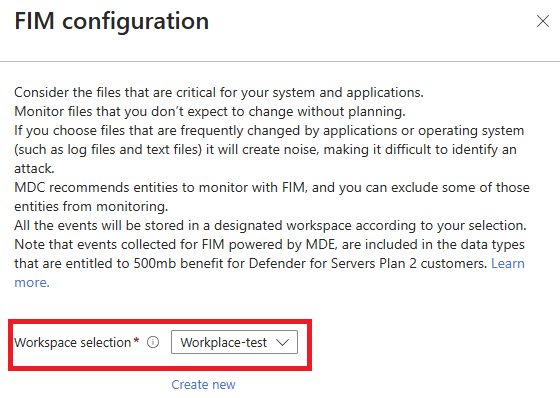 FIM configuration
Consider the files that are critical for your system and applications.
Monitor files that you don't expect to change without planning.
If you choose files that are frequently changed by applications or operating system
(such as log files and text files) it will create noise, making it difficult to identify an
attack.
MDC recommends entities to monitor with FIM, and you can exclude some of those
entities from monitoring.
All the events will be stored in a designated workspace according to your selection.
Note that events collected for FIM powered by MDE, are included in the data types
that are entitled to 500mb benefit for Defender for Servers Plan 2 customers. Learn
more.
Workspace selection * Workplace-test
Create new